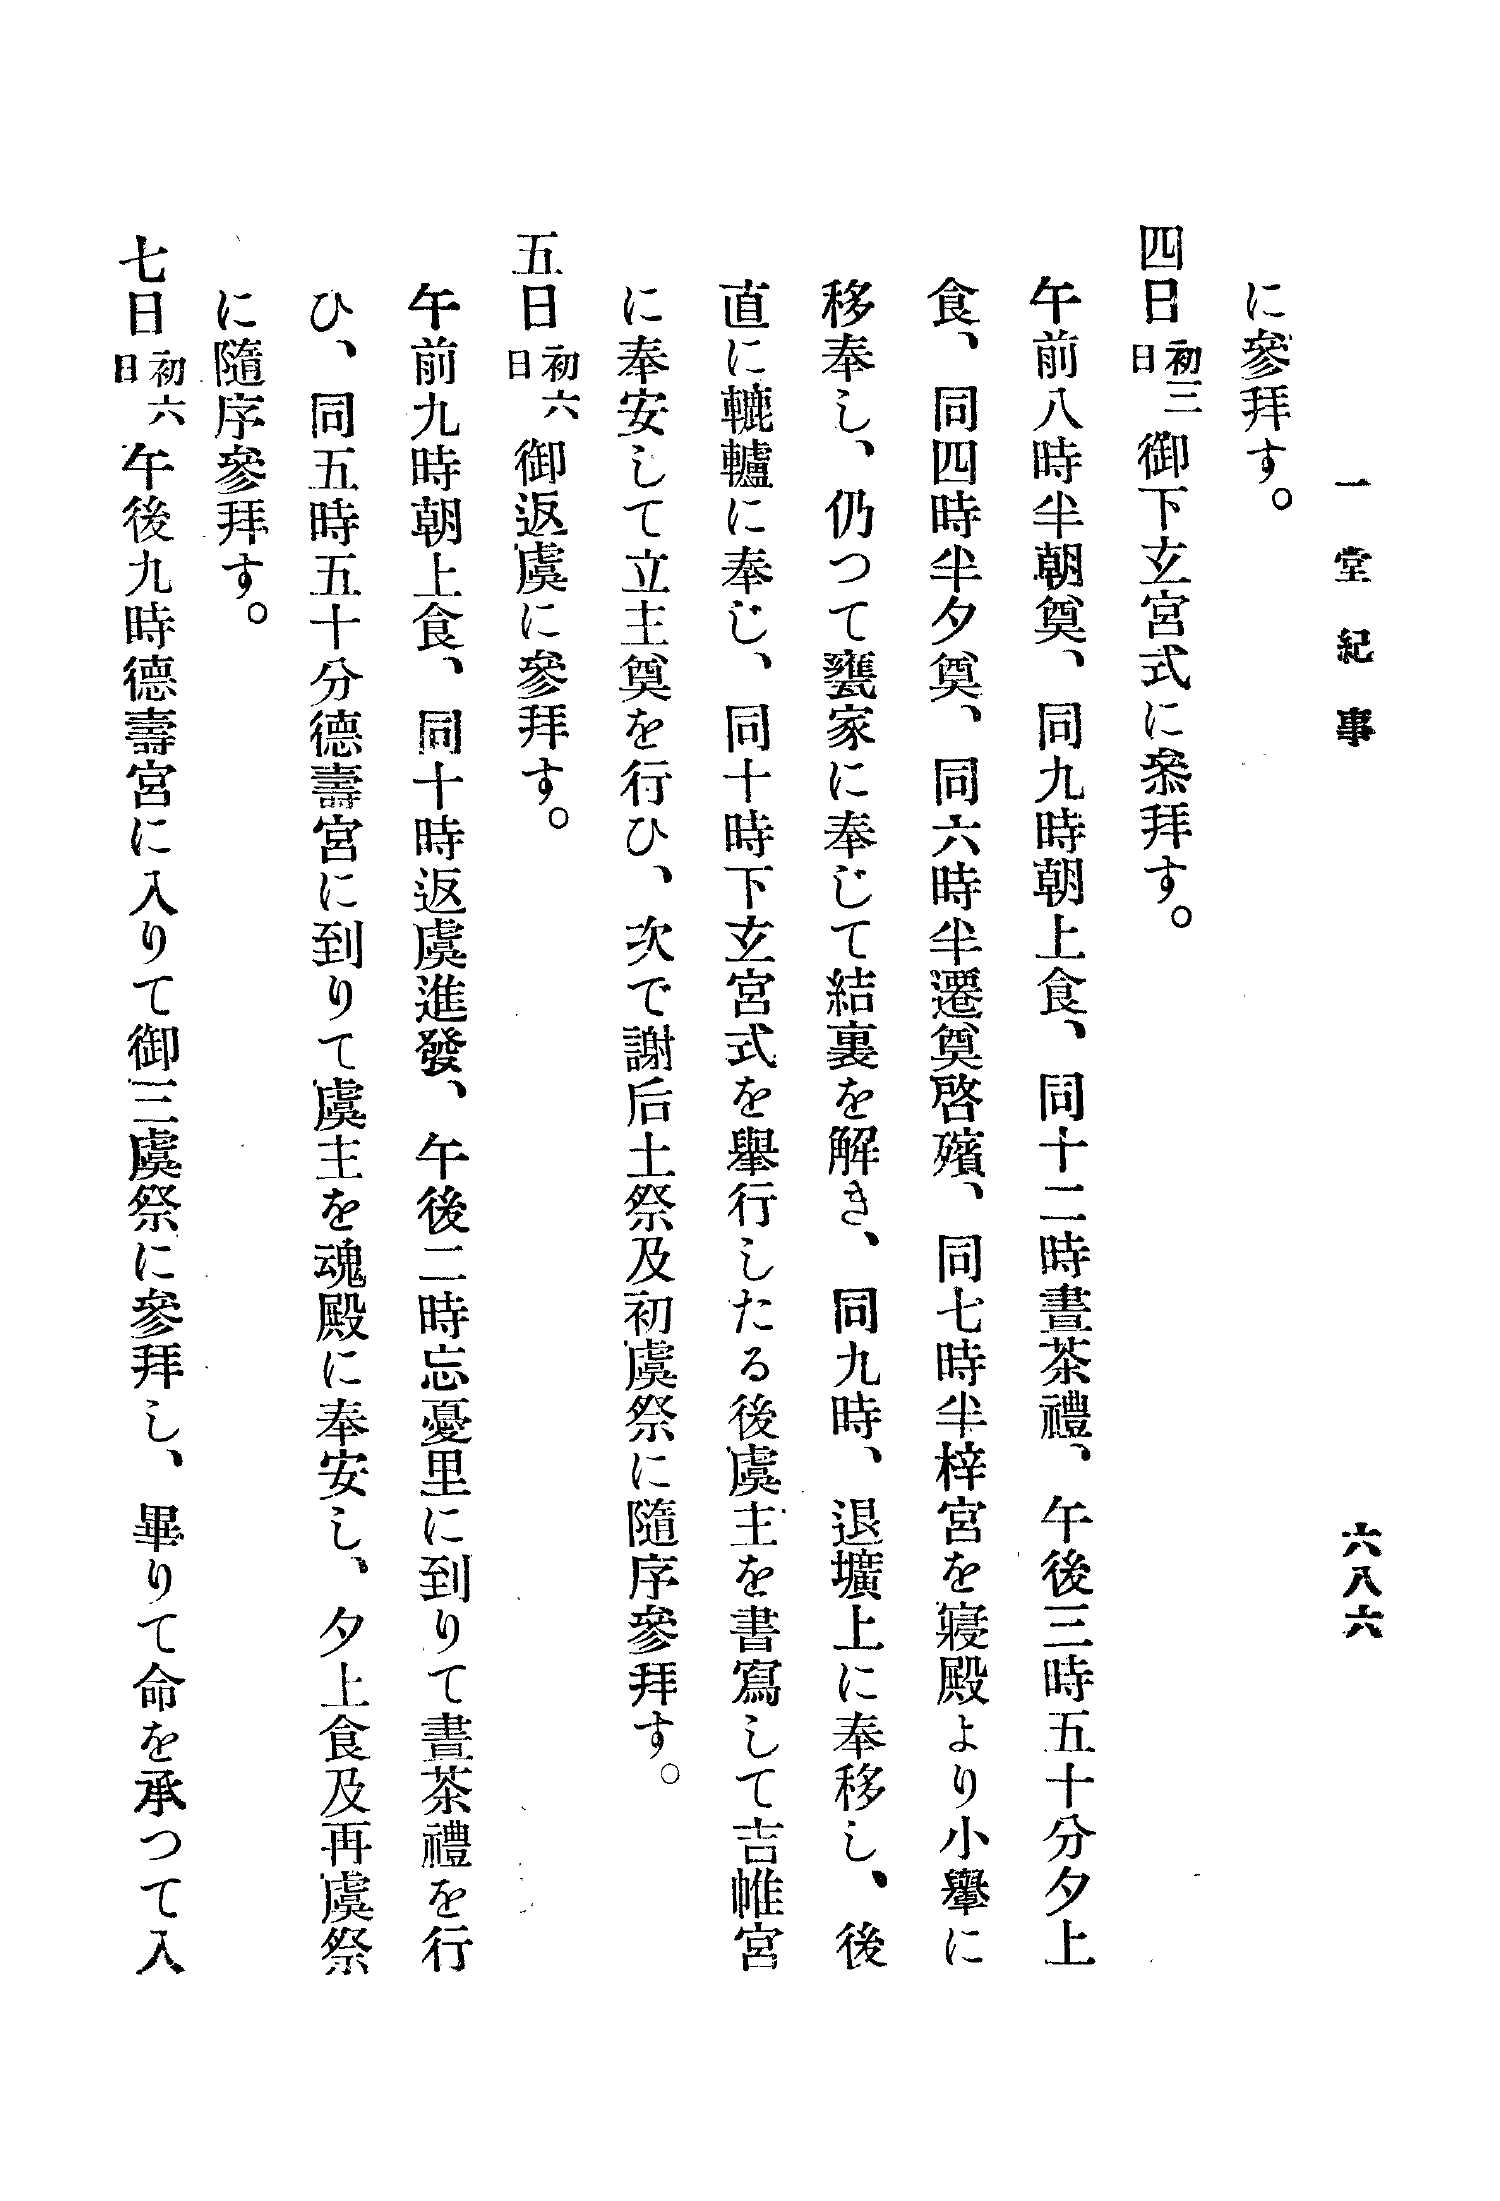 一堂紀事
六八六
に參拜す。
四日初三日御下玄宮式に叅拜す。
午前八時半朝奠、同九時朝上食、同十二時晝茶禮、午後三時五十分夕上
食、同四時半夕奠、同六時半遷奠啓殯、同七時半梓宮を寢殿より小轝に
移奉し、仍つて甕家に奉じて結裏を解き、同九時、退壙上に奉移し、後
直に轆轤に奉じ、同十時下玄宮式を擧行したる後虞主を書寫して吉帷宮
に奉安して立主奠を行ひ、次で謝后土祭及初虞祭に隨序參拜す。
五日初六日御返虞に參拜す。
午前九時朝上食、同十時返虞進發、午後二時忘憂里に到りて晝茶禮を行
ひ、同五時五十分德壽宮に到りて虞主を魂殿に奉安し、夕上食及再虞祭
に隨序參拜す。
七日初六日午後九時德壽宮に入りて御三虞祭に參拜し、畢りて命を承つて入